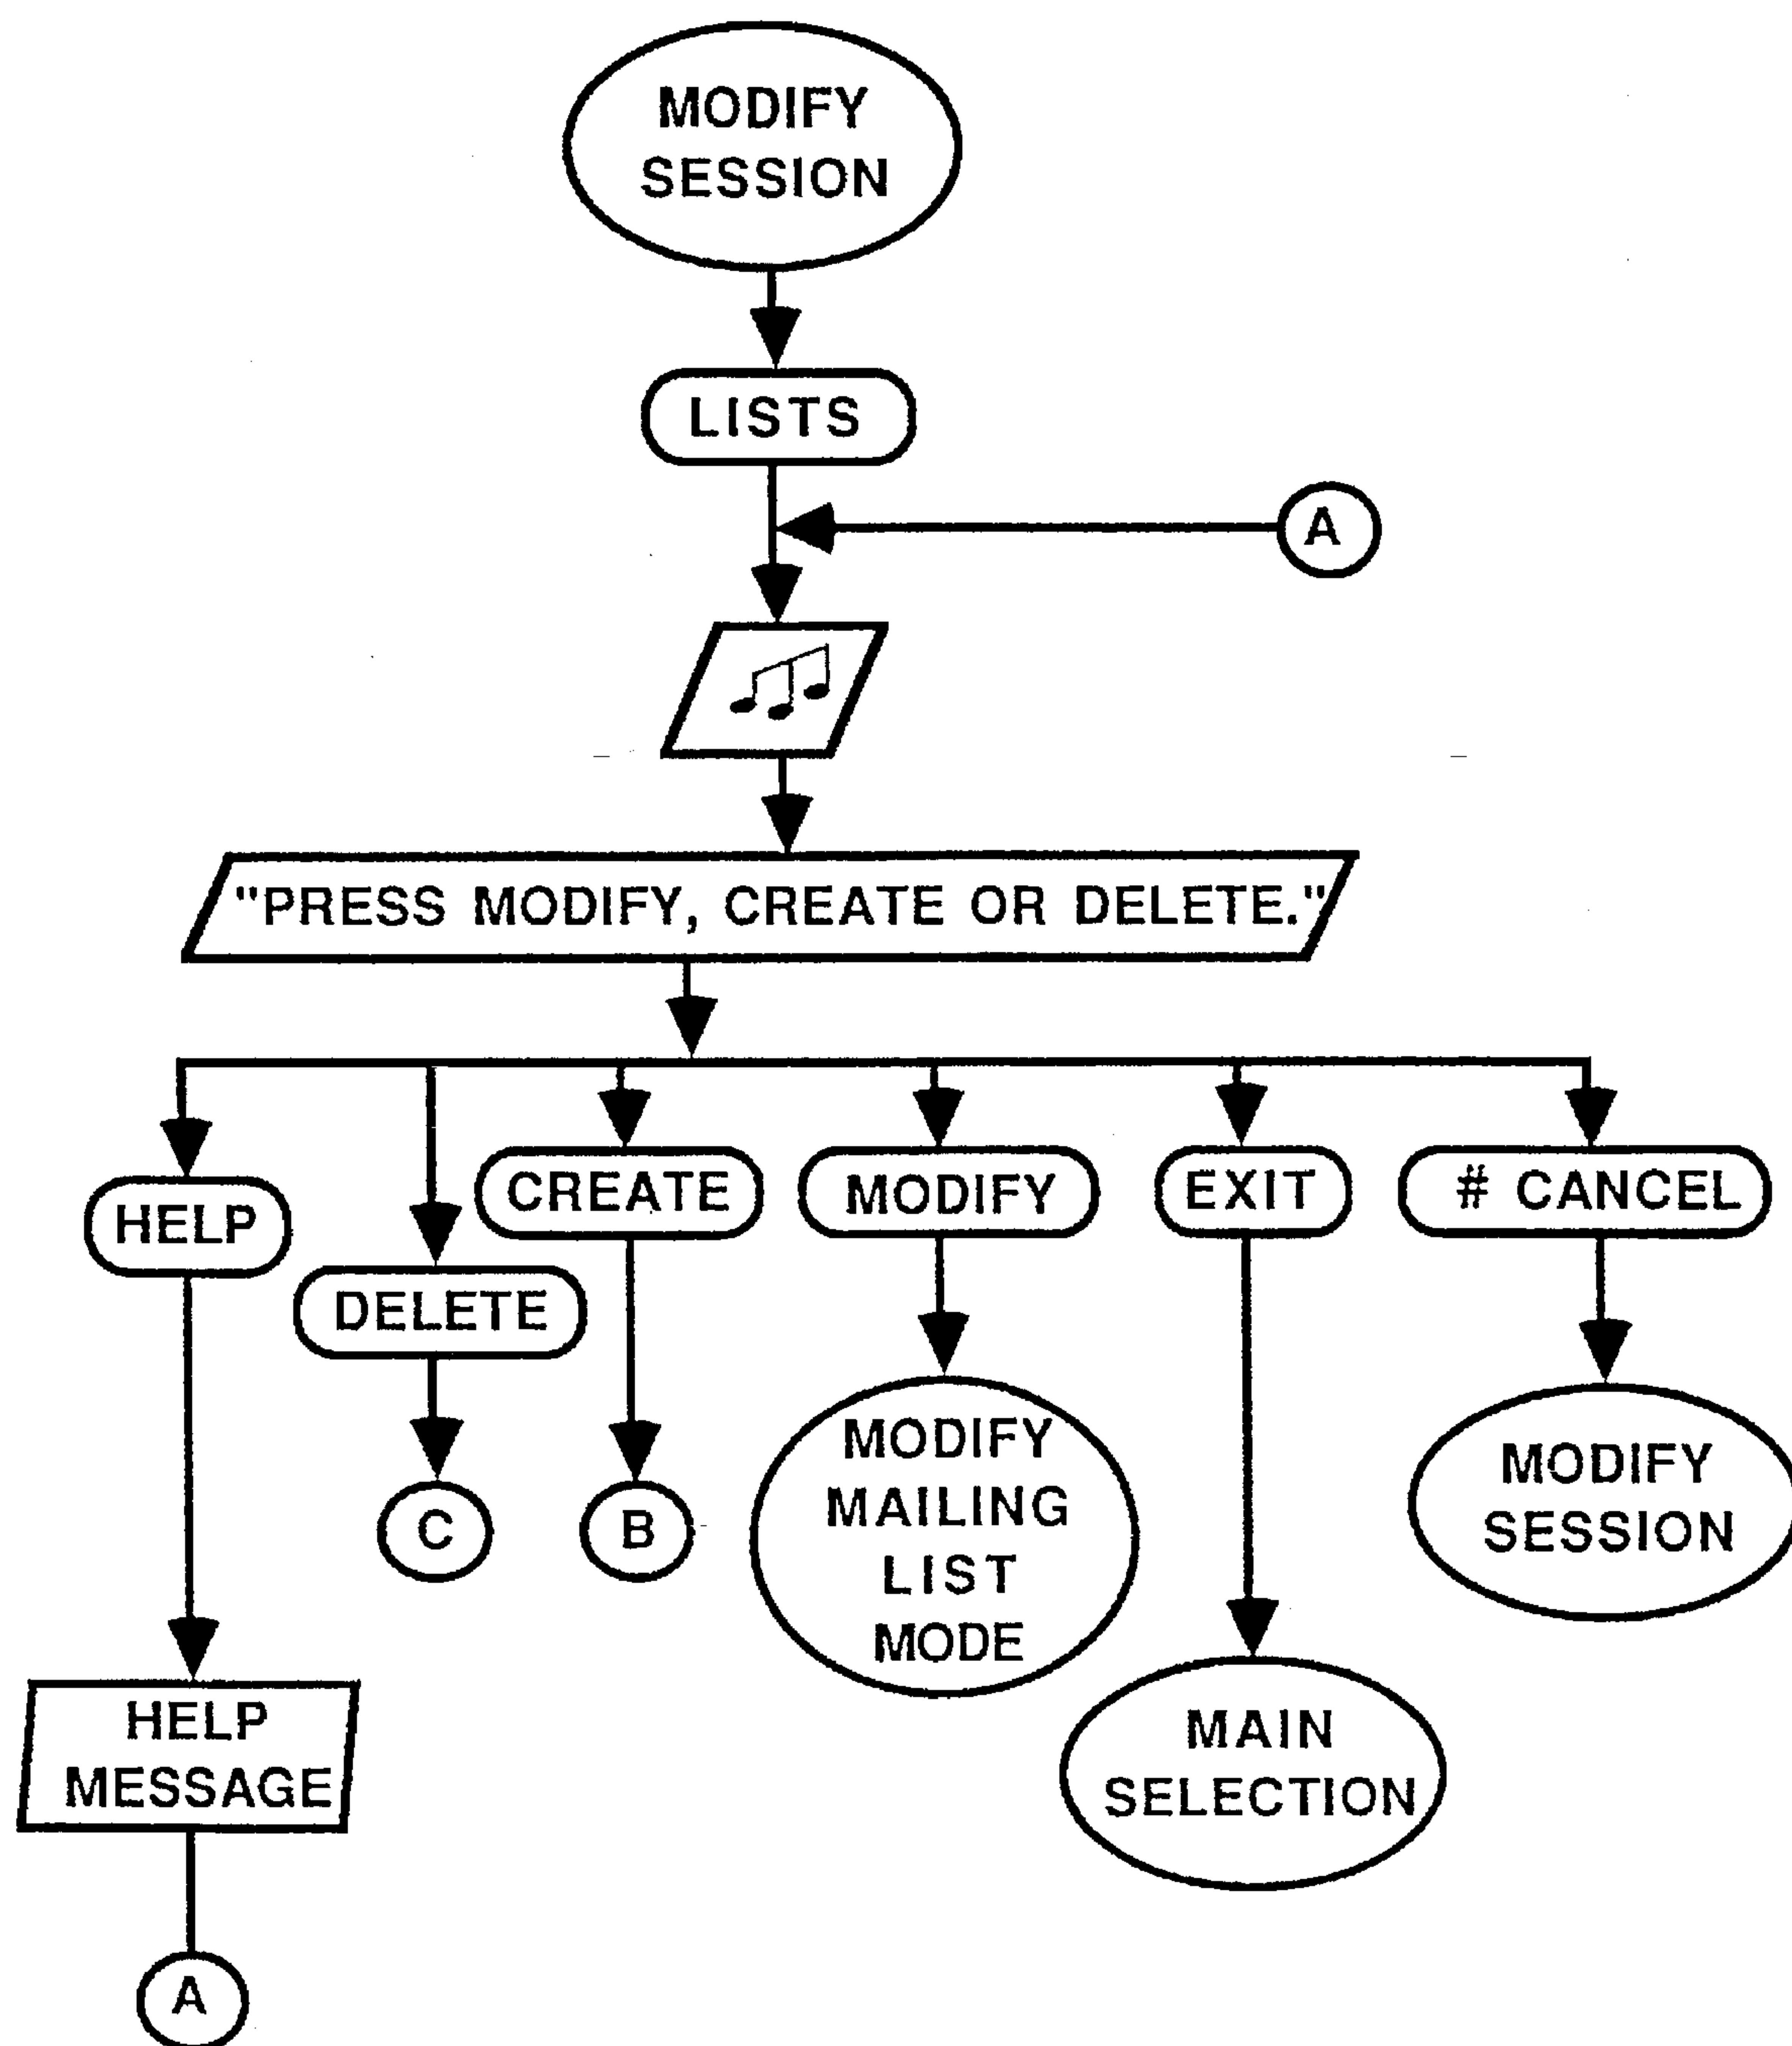 MODIFY
SESSION
LISTS
A
"PRESS MODIFY, CREATE OR DELETE."
HELP
DELETE
CREATE
MODIFY
EXIT
# CANCEL
C
B
MODIFY
MAILING
LIST
MODE
MODIFY
SESSION
MAIN
SELECTION
HELP
MESSAGE
A